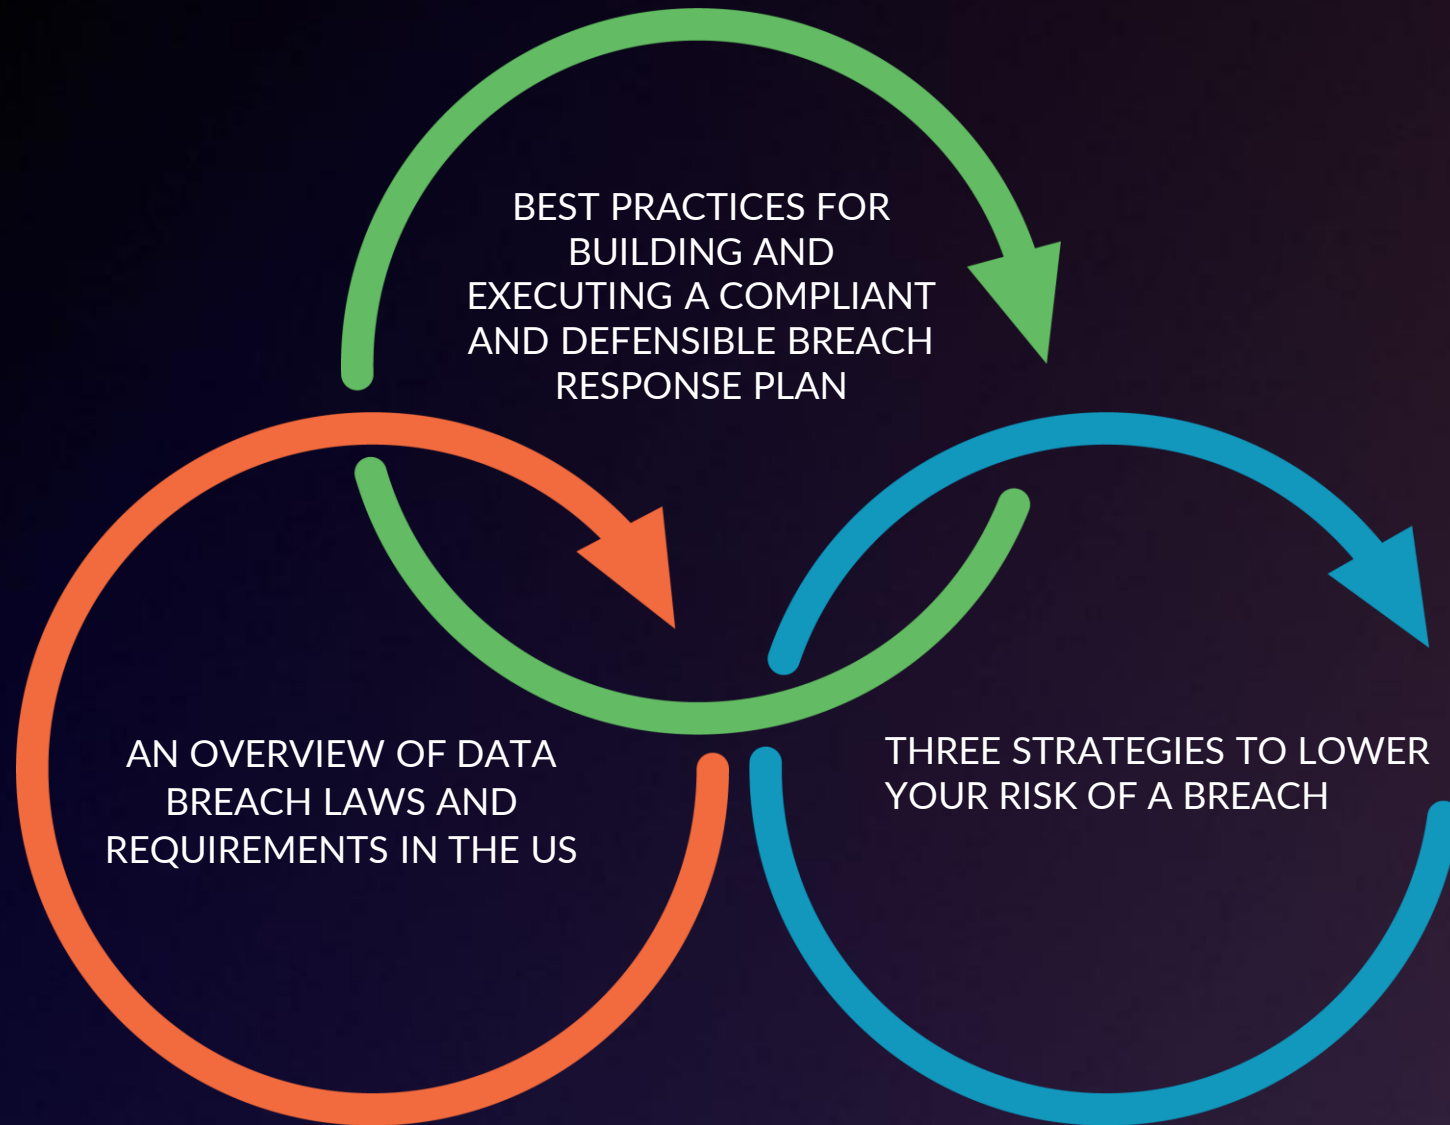 BEST PRACTICES FOR
BUILDING AND
EXECUTING A COMPLIANT
AND DEFENSIBLE BREACH
RESPONSE PLAN
AN OVERVIEW OF DATA
BREACH LAWS AND
REQUIREMENTS IN THE US
THREE STRATEGIES TO LOWER
YOUR RISK OF A BREACH